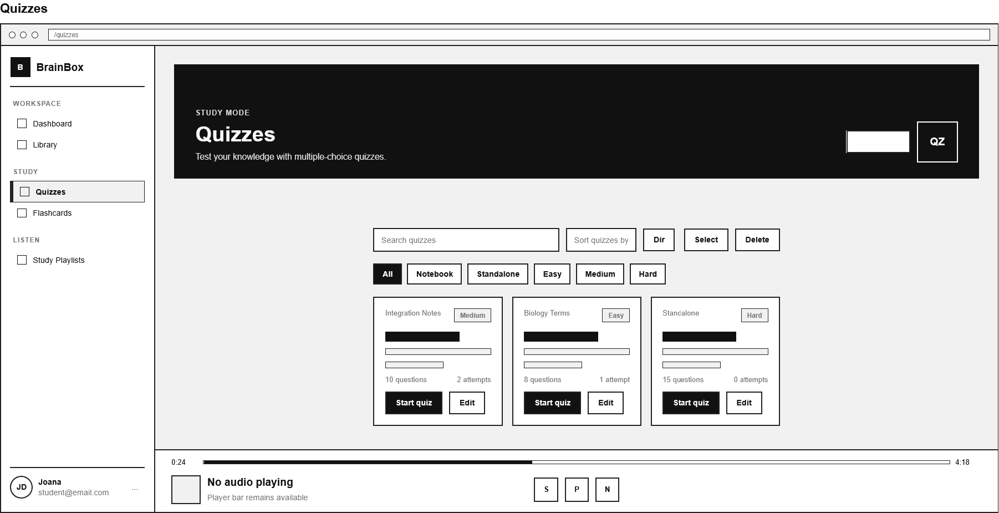 Quizzes
/quizzes
B BrainBox
WORKSPACE
Dashboard
Library
STUDY
Quizzes
Flashcards
LISTEN
Study Playlists
JD
Joana
student@email.com
...
STUDY MODE
Quizzes
Test your knowledge with multiple-choice quizzes.
QZ
Search quizzes Sort quizzes by Dir Select Delete
All Notebook Standalone Easy Medium Hard
Integration Notes Medium
10 questions 2 attempts
Start quiz Edit
Biology Terms Easy
8 questions 1 attempt
Start quiz Edit
Standalone Hard
15 questions 0 attempts
Start quiz Edit
0:24 4:18
No audio playing
Player bar remains available
S P N